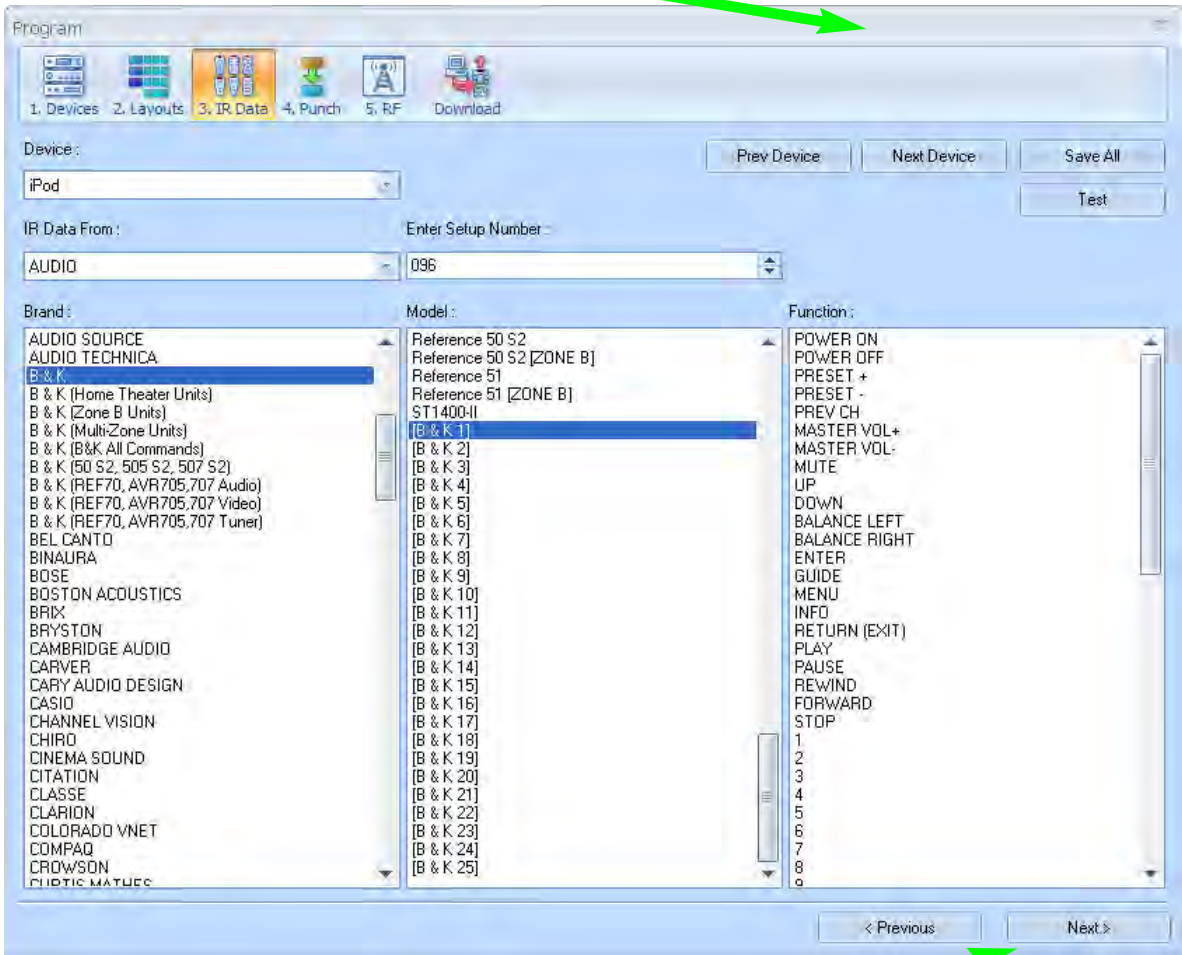 Program
1. Devices 2. Layouts 3. IR Data 4. Punch 5. RF Download
Device :
Prev Device Next Device Save All
iPod
Test
IR Data From : Enter Setup Number :
AUDIO 096
Brand :
AUDIO SOURCE
AUDIO TECHNICA
B & K
B & K (Home Theater Units)
B & K (Zone B Units)
B & K (Multi-Zone Units)
B & K (B&K All Commands)
B & K (50 S2, 505 S2, 507 S2)
B & K (REF70, AVR705,707 Audio)
B & K (REF70, AVR705,707 Video)
B & K (REF70, AVR705,707 Tuner)
BEL CANTO
BINAURA
BOSE
BOSTON ACOUSTICS
BRIX
BRYSTON
CAMBRIDGE AUDIO
CARVER
CARY AUDIO DESIGN
CASIO
CHANNEL VISION
CHIRO
CINEMA SOUND
CITATION
CLASSE
CLARION
COLORADO VNET
COMPAQ
CROWSON
CURTIS MATHES
Model :
Reference 50 S2
Reference 50 S2 [ZONE B]
Reference 51
Reference 51 [ZONE B]
ST1400-II
[B & K 1]
[B & K 2]
[B & K 3]
[B & K 4]
[B & K 5]
[B & K 6]
[B & K 7]
[B & K 8]
[B & K 9]
[B & K 10]
[B & K 11]
[B & K 12]
[B & K 13]
[B & K 14]
[B & K 15]
[B & K 16]
[B & K 17]
[B & K 18]
[B & K 19]
[B & K 20]
[B & K 21]
[B & K 22]
[B & K 23]
[B & K 24]
[B & K 25]
Function :
POWER ON
POWER OFF
PRESET +
PRESET -
PREV CH
MASTER VOL+
MASTER VOL-
MUTE
UP
DOWN
BALANCE LEFT
BALANCE RIGHT
ENTER
GUIDE
MENU
INFO
RETURN (EXIT)
PLAY
PAUSE
REWIND
FORWARD
STOP
1
2
3
4
5
6
7
8
9
< Previous Next >